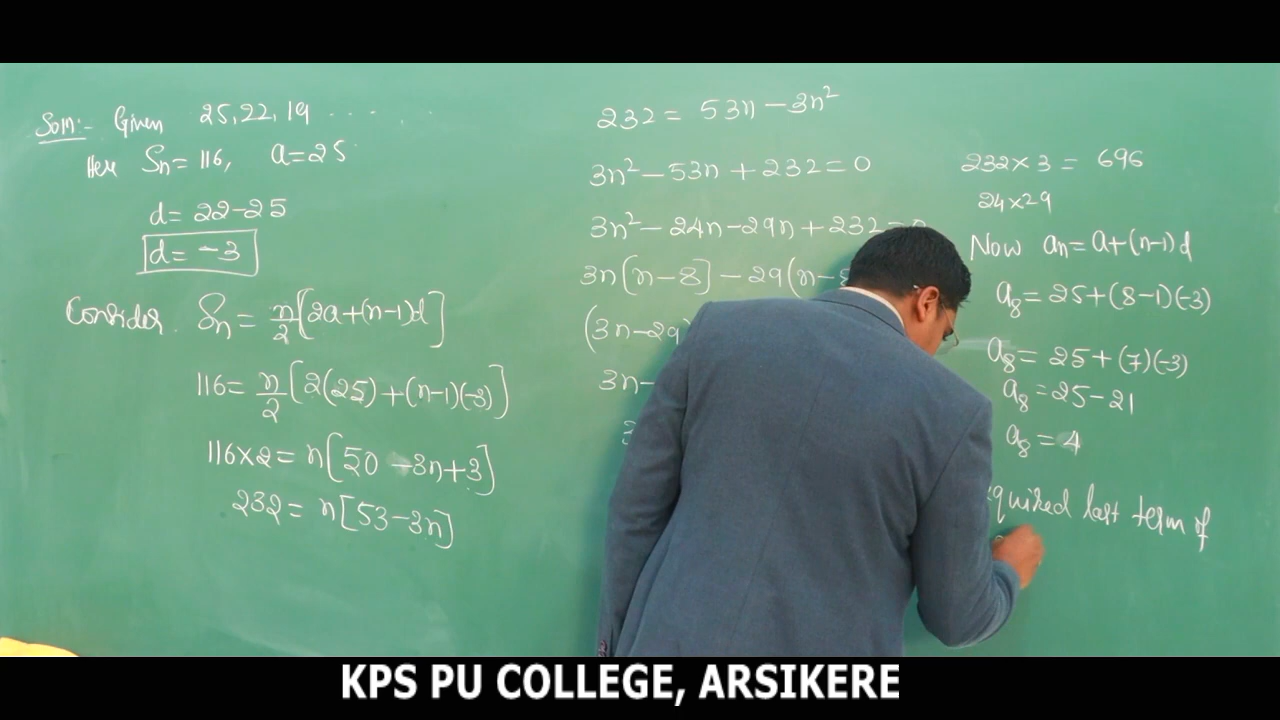 Soln:- Given 25, 22, 19 ......
Here Sn = 116, a = 25
d = 22-25
d = -3
Consider Sn = n/2 [2a+(n-1)d]
116 = n/2 [2(25)+(n-1)(-3)]
116×2 = n[50 -3n+3]
232 = n[53-3n]
232 = 53n - 3n²
3n² - 53n + 232 = 0
3n² - 24n - 29n + 232 = 0
3n[n-8] - 29(n-8
(3n-29)
3n-
3
232×3 = 696
24×29
Now an = a+(n-1)d
a8 = 25+(8-1)(-3)
a8 = 25+(7)(-3)
a8 = 25-21
a8 = 4
quired last term of
KPS PU COLLEGE, ARSIKERE